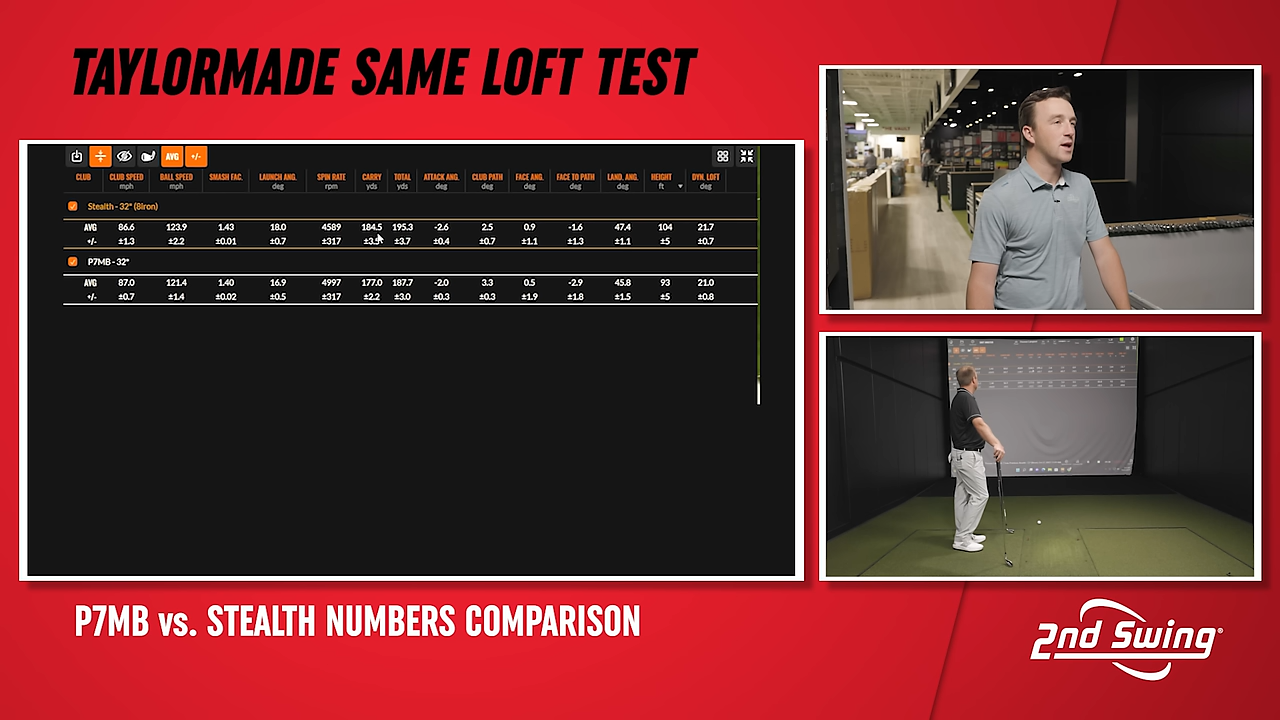 TAYLORMADE SAME LOFT TEST
AVG +/-
CLUB CLUB SPEED BALL SPEED SMASH FAC. LAUNCH ANG. SPIN RATE CARRY TOTAL ATTACK ANG. CLUB PATH FACE ANG. FACE TO PATH LAND. ANG. HEIGHT DYN. LOFT
mph mph deg rpm yds yds deg deg deg deg deg ft deg
Stealth - 32° (8iron)
AVG 86.6 123.9 1.43 18.0 4589 184.5 195.3 -2.6 2.5 0.9 -1.6 47.4 104 21.7
+/- ±1.3 ±2.2 ±0.01 ±0.7 ±317 ±3.5 ±3.7 ±0.4 ±0.7 ±1.1 ±1.3 ±1.1 ±5 ±0.7
P7MB - 32°
AVG 87.0 121.4 1.40 16.9 4997 177.0 187.7 -2.0 3.3 0.5 -2.9 45.8 93 21.0
+/- ±0.7 ±1.4 ±0.02 ±0.5 ±317 ±2.2 ±3.0 ±0.3 ±0.3 ±1.9 ±1.8 ±1.5 ±5 ±0.8
P7MB vs. STEALTH NUMBERS COMPARISON
2nd Swing®